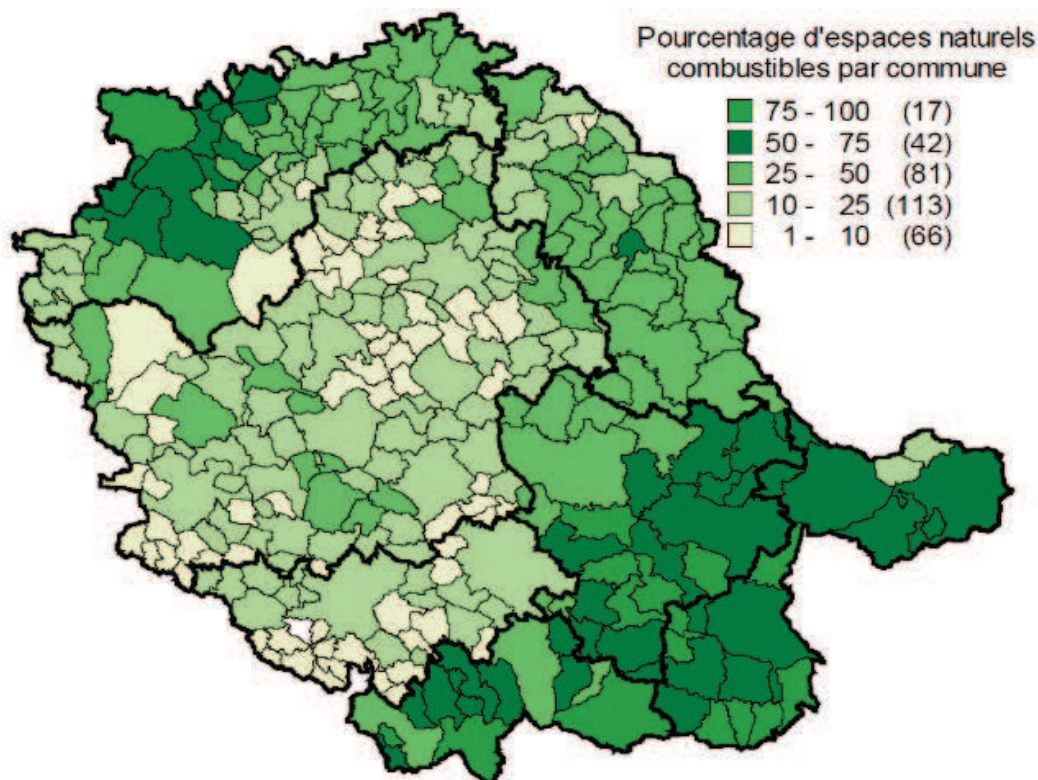 Pourcentage d'espaces naturels
combustibles par commune
75 - 100 (17)
50 - 75 (42)
25 - 50 (81)
10 - 25 (113)
1 - 10 (66)